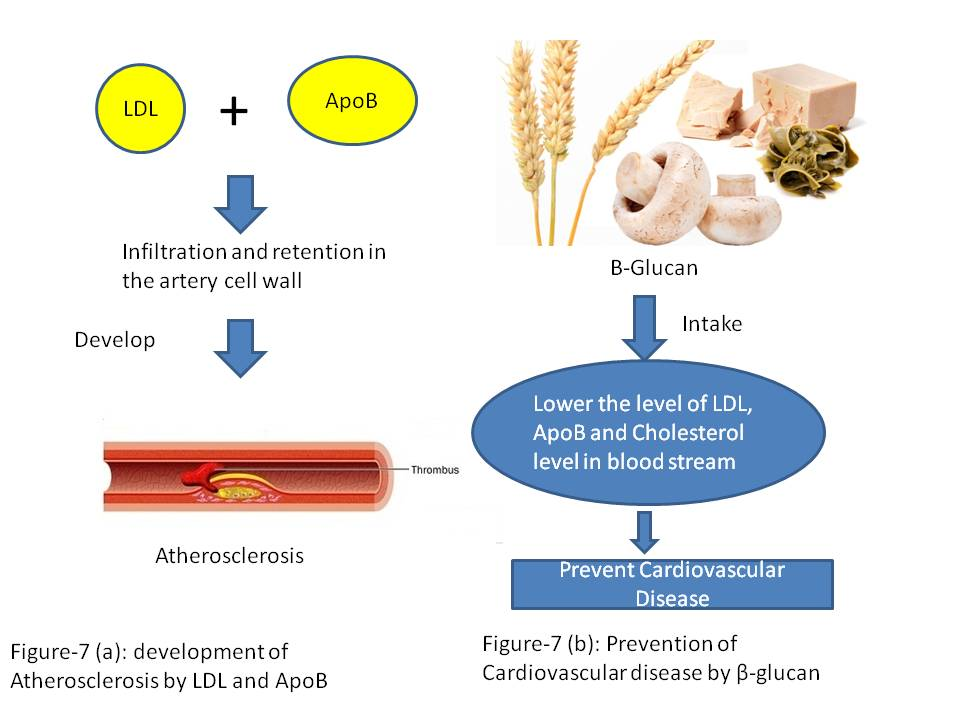 LDL
+
ApoB
Infiltration and retention in
the artery cell wall
Develop
Thrombus
Atherosclerosis
Figure-7 (a): development of
Atherosclerosis by LDL and ApoB
B-Glucan
Intake
Lower the level of LDL,
ApoB and Cholesterol
level in blood stream
Prevent Cardiovascular
Disease
Figure-7 (b): Prevention of
Cardiovascular disease by β-glucan